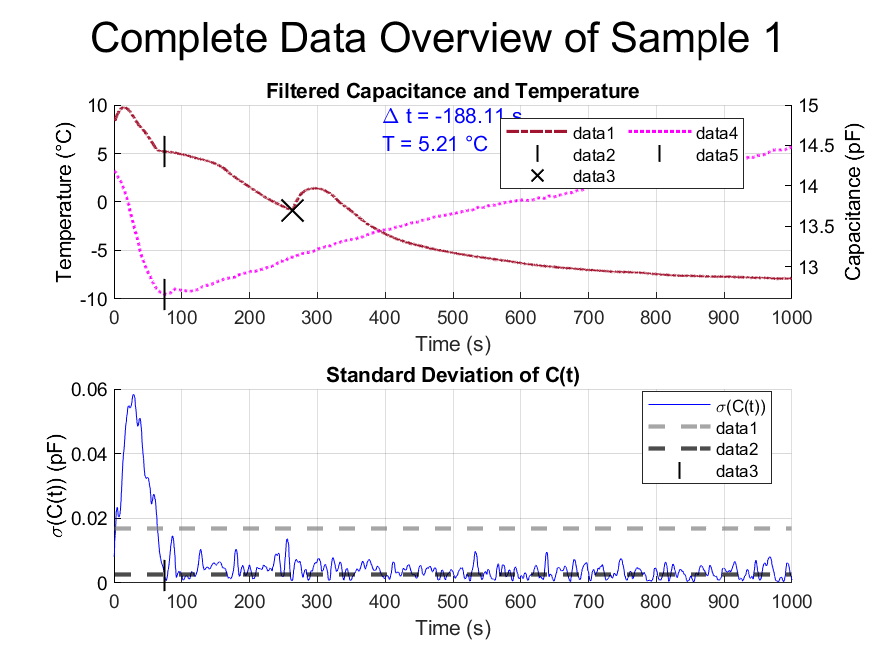 Complete Data Overview of Sample 1
Filtered Capacitance and Temperature
Δ t = -188.11 s
T = 5.21 °C
data1
data2
data3
data4
data5
Temperature (°C)
10
5
0
-5
-10
Capacitance (pF)
15
14.5
14
13.5
13
0 100 200 300 400 500 600 700 800 900 1000
Time (s)
Standard Deviation of C(t)
σ(C(t))
data1
data2
data3
σ(C(t)) (pF)
0.06
0.04
0.02
0
0 100 200 300 400 500 600 700 800 900 1000
Time (s)